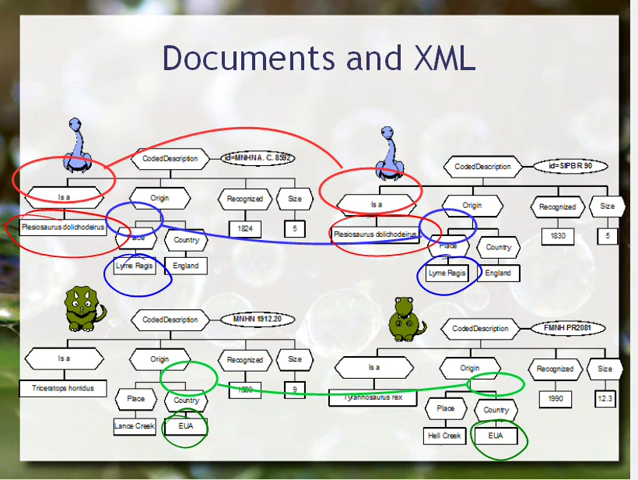 Documents and XML
CodedDescription
id=MNHN A. C. 8592
Is a
Origin
Recognized
Size
Plesiosaurus dolichodeirus
Place
Country
1824
5
Lyme Regis
England
CodedDescription
id=SIPB R 90
Is a
Origin
Recognized
Size
Plesiosaurus dolichodeirus
Place
Country
1830
5
Lyme Regis
England
CodedDescription
MNHN 1912.20
Is a
Origin
Recognized
Size
Triceratops horridus
Place
Country
9
Lance Creek
EUA
CodedDescription
FMNH PR2081
Is a
Origin
Recognized
Size
Tyrannosaurus rex
Place
Country
1990
12.3
Hell Creek
EUA